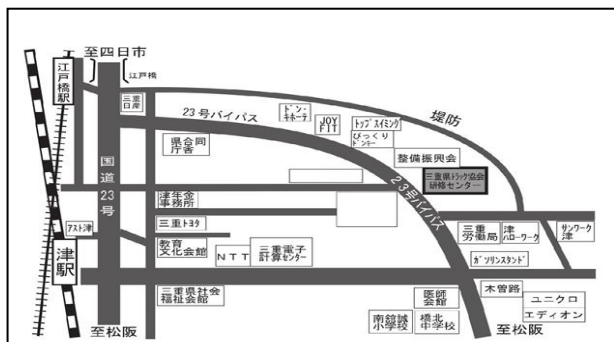 至四日市
江戸橋
江戸橋駅
三重
日産
23号バイパス
ドン・
キホーテ
JOY
FIT
トップスイミング
びっくり
ドンキー
堤防
県合同
庁舎
整備振興会
三重県トラック協会
研修センター
国道23号
津年金
事務所
23号バイパス
アスト津
三重トヨタ
三重
労働局
津
ハローワーク
サンワーク
津
津駅
教育
文化会館
NTT
三重電子
計算センター
ガソリンスタンド
三重県社会
福祉会館
医師
会館
木曽路
ユニクロ
エディオン
南舘誠
小学校
橋北
中学校
至松阪
至松阪